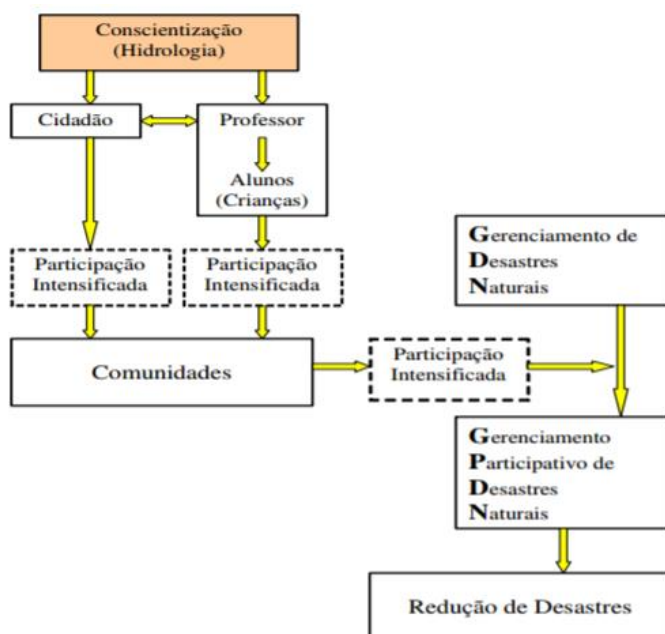 Conscientização
(Hidrologia)
Cidadão
Professor
Alunos
(Crianças)
Participação
Intensificada
Participação
Intensificada
Comunidades
Participação
Intensificada
Gerenciamento de
Desastres
Naturais
Gerenciamento
Participativo de
Desastres
Naturais
Redução de Desastres